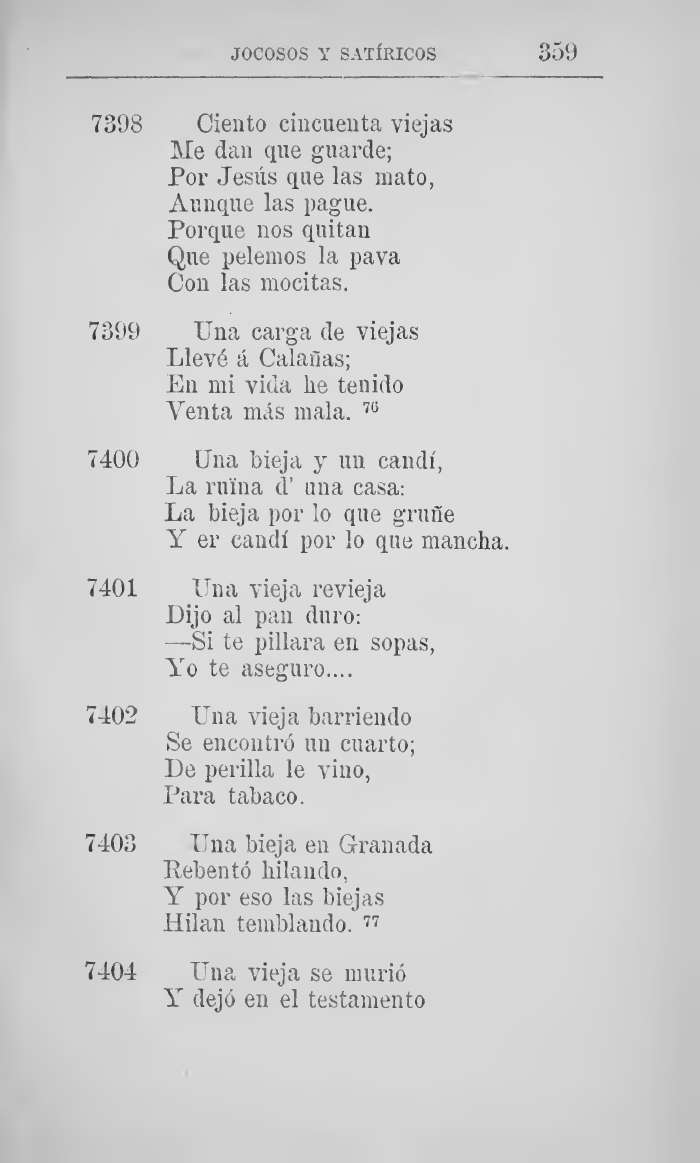 JOCOSOS Y SATÍRICOS 359
7398 Ciento cincuenta viejas
Me dan que guarde;
Por Jesús que las mato,
Aunque las pague.
Porque nos quitan
Que pelemos la pava
Con las mocitas.
7399 Una carga de viejas
Llevé á Calañas;
En mi vida he tenido
Venta más mala. 76
7400 Una bieja y un candí,
La ruïna d' una casa:
La bieja por lo que gruñe
Y er candí por lo que mancha.
7401 Una vieja revieja
Dijo al pan duro:
—Si te pillara en sopas,
Yo te aseguro....
7402 Una vieja barriendo
Se encontró un cuarto;
De perilla le vino,
Para tabaco.
7403 Una bieja en Granada
Rebentó hilando,
Y por eso las biejas
Hilan temblando. 77
7404 Una vieja se murió
Y dejó en el testamento